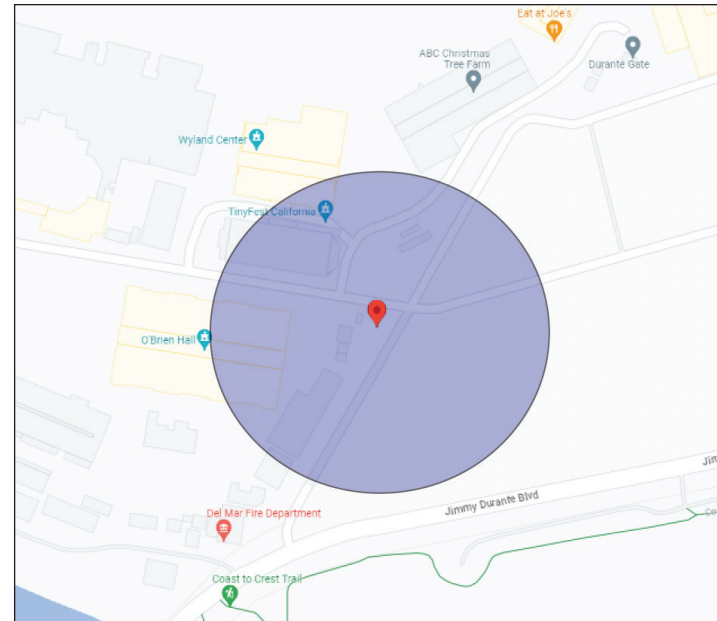 Eat at Joe's
ABC Christmas
Tree Farm
Durante Gate
Wyland Center
TinyFest California
O'Brien Hall
Jimmy Durante Blvd
Del Mar Fire Department
Coast to Crest Trail